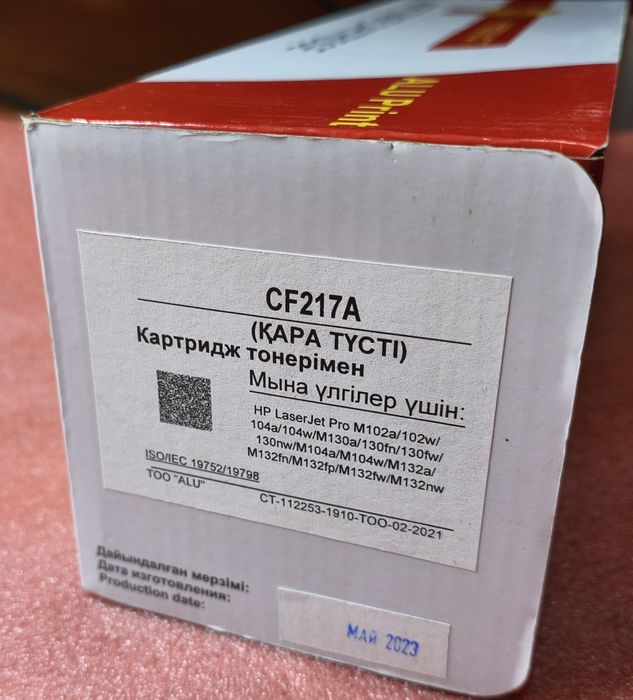 ALU Print
CF217A
(ҚАРА ТҮСТІ)
Картридж тонерімен
Мына үлгілер үшін:
HP LaserJet Pro M102a/102w/
104a/104w/M130a/130fn/130fw/
130nw/M104a/M104w/M132a/
M132fn/M132fp/M132fw/M132nw
ISO/IEC 19752/19798
ТОО "ALU"
СТ-112253-1910-ТОО-02-2021
Дайындалған мерзімі:
Дата изготовления:
Production date:
МАЙ 2023